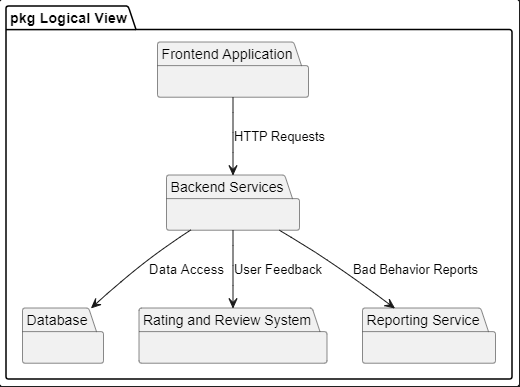 pkg Logical View
Frontend Application
HTTP Requests
Backend Services
Data Access
User Feedback
Bad Behavior Reports
Database
Rating and Review System
Reporting Service